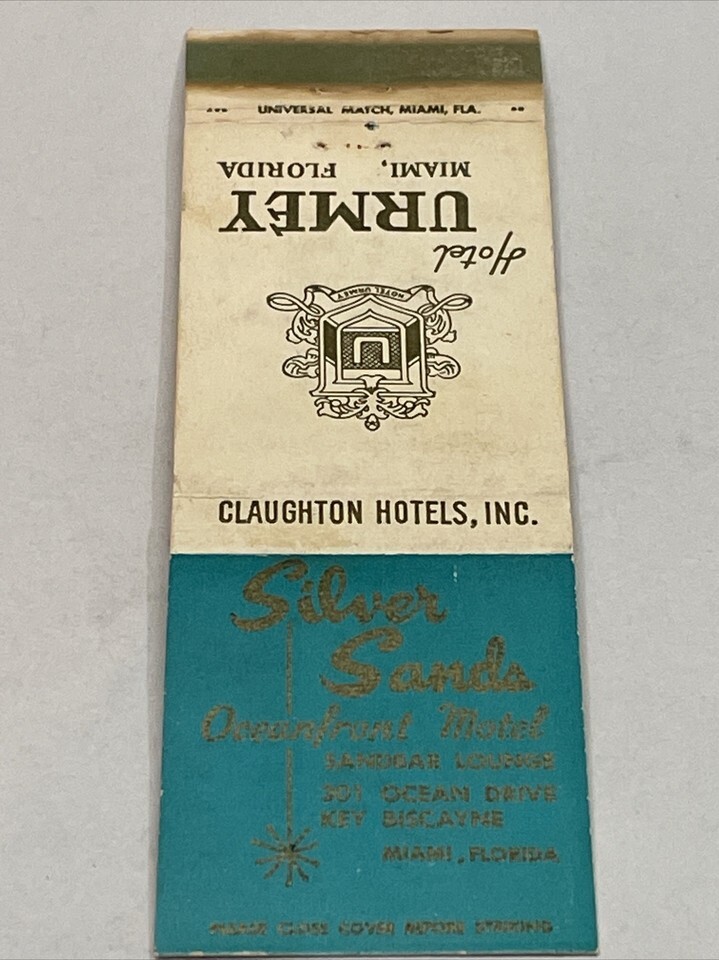 UNIVERSAL MATCH, MIAMI, FLA.
Hotel
URMEY
MIAMI, FLORIDA
HOTEL URMEY
U
CLAUGHTON HOTELS, INC.
Silver
Sands
Oceanfront Motel
SANDBAR LOUNGE
301 OCEAN DRIVE
KEY BISCAYNE
MIAMI, FLORIDA
PLEASE CLOSE COVER BEFORE STRIKING